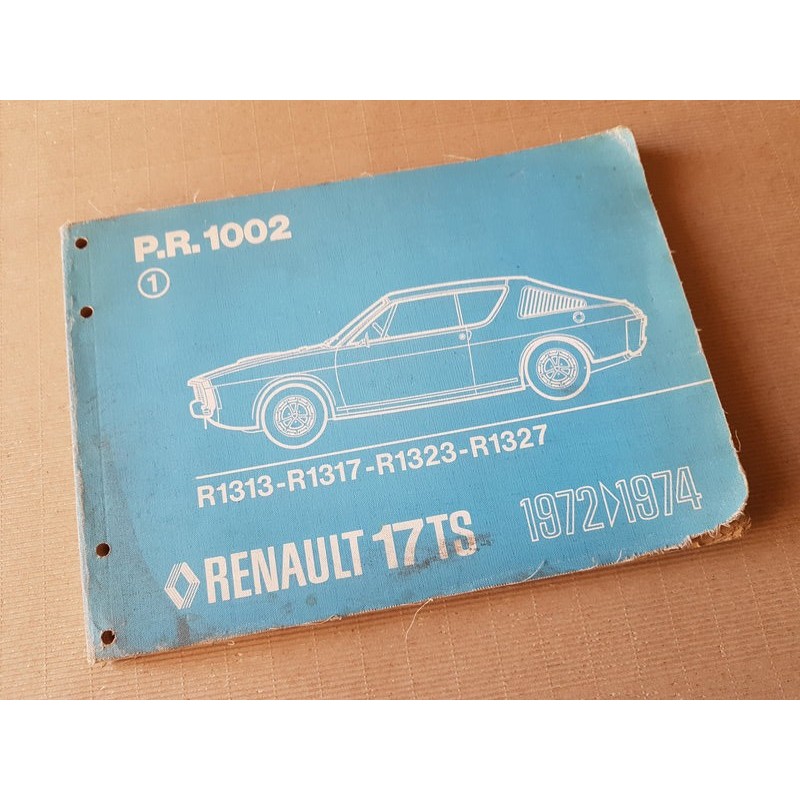 P.R.1002
1
R1313-R1317-R1323-R1327
1972▷1974
RENAULT 17TS